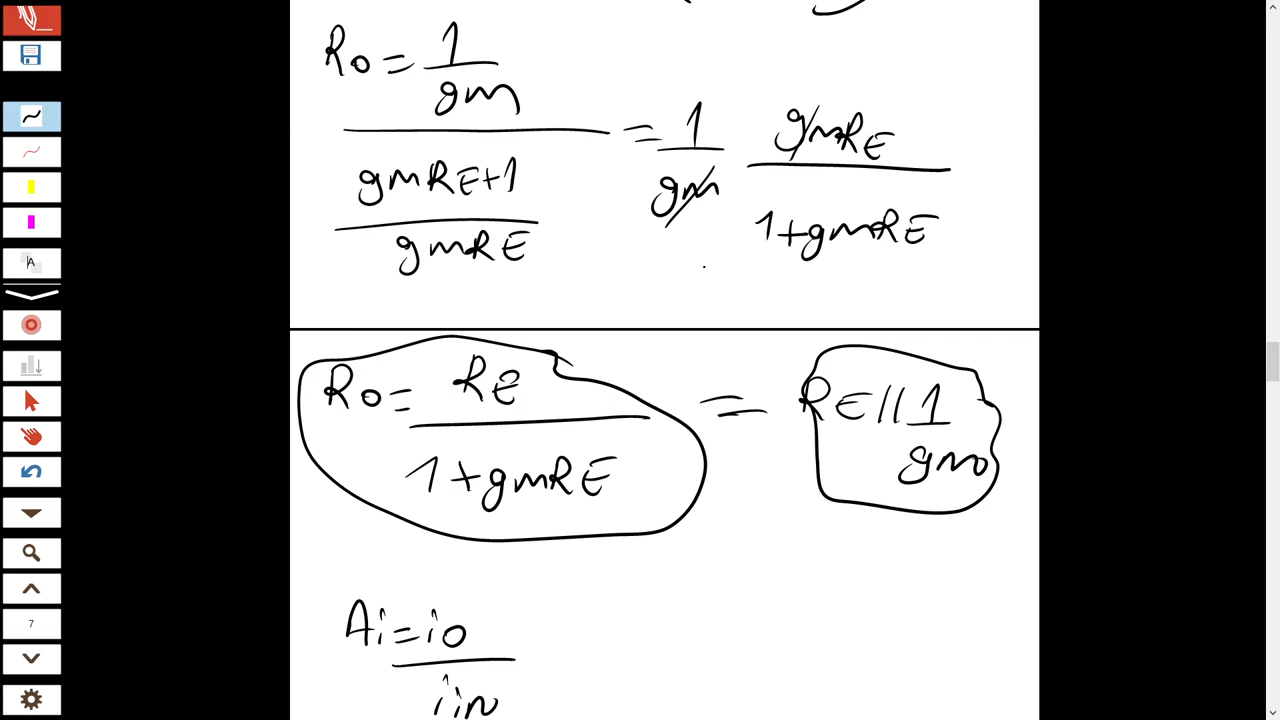 Ro = 1/gm / (gmRE+1 / gmRE) = 1/gm gmRE / 1+gmRE
Ro = RE / 1+gmRE = RE // 1/gm
Ai = io / iin
A
7